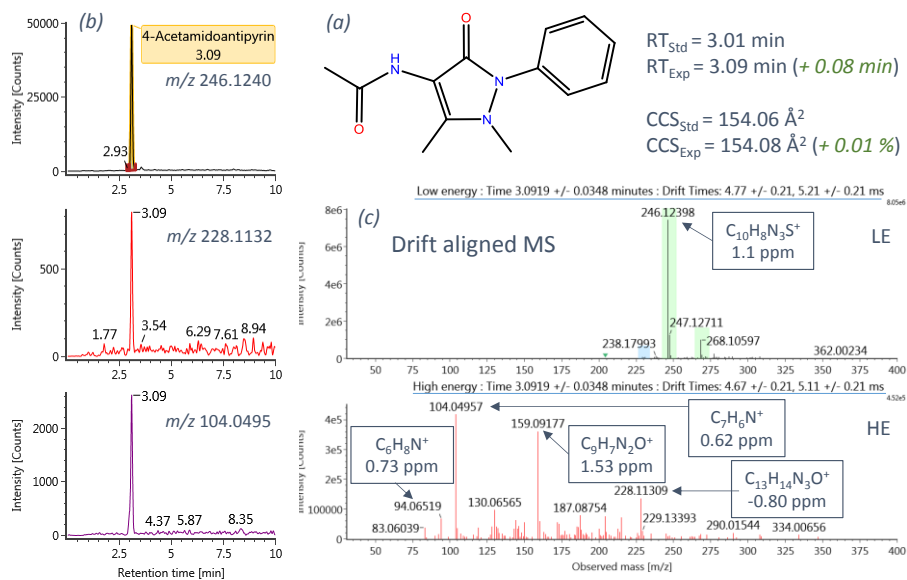 (b)
50000
25000
0
Intensity [Counts]
4-Acetamidoantipyrin
3.09
m/z 246.1240
2.93
2.5
5
7.5
10
500
0
Intensity [Counts]
3.09
m/z 228.1132
1.77
3.54
6.29
7.61
8.94
2.5
5
7.5
10
2000
1000
0
Intensity [Counts]
3.09
m/z 104.0495
4.37
5.87
8.35
2.5
5
7.5
10
Retention time [min]
(a)
O
HN
N
N
O
RTStd = 3.01 min
RTExp = 3.09 min (+ 0.08 min)
CCSStd = 154.06 Å2
CCSExp = 154.08 Å2 (+ 0.01 %)
Low energy : Time 3.0919 +/- 0.0348 minutes : Drift Times: 4.77 +/- 0.21, 5.21 +/- 0.21 ms
8.05e6
(c)
Drift aligned MS
LE
8e6
6e6
4e6
2e6
0
Intensity [Counts]
246.12398
C10H8N3S+
1.1 ppm
247.12711
238.17993
268.10597
362.00234
50
75
100
125
150
175
200
225
250
275
300
325
350
375
400
High energy : Time 3.0919 +/- 0.0348 minutes : Drift Times: 4.67 +/- 0.21, 5.11 +/- 0.21 ms
4.52e5
HE
4e5
3e5
2e5
100000
0
Intensity [Counts]
104.04957
C7H6N+
0.62 ppm
159.09177
C6H8N+
0.73 ppm
C9H7N2O+
1.53 ppm
C13H14N3O+
-0.80 ppm
228.11309
94.06519
130.06565
187.08754
83.06039
229.13393
290.01544
334.00656
50
75
100
125
150
175
200
225
250
275
300
325
350
375
400
Observed mass [m/z]